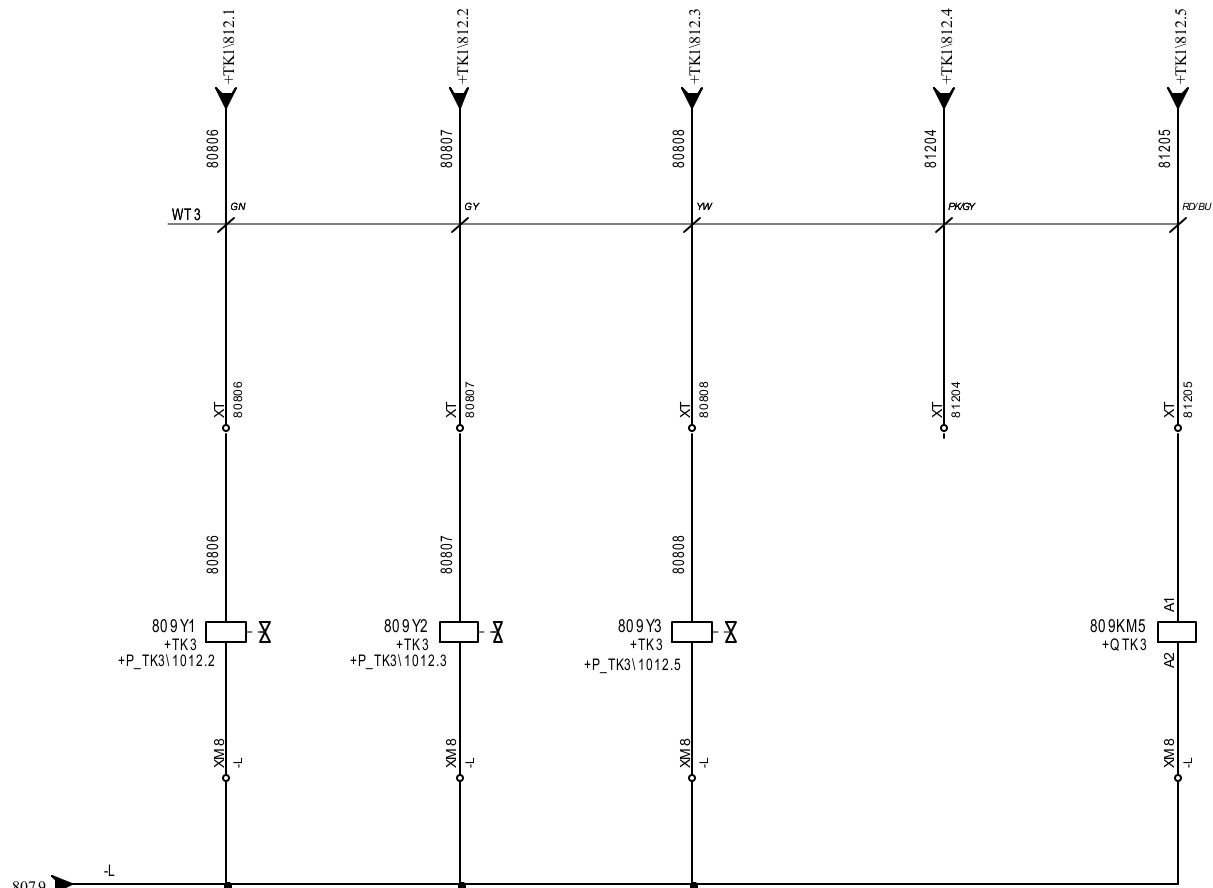 +TK1\812.1
+TK1\812.2
+TK1\812.3
+TK1\812.4
+TK1\812.5
80806
80807
80808
81204
81205
WT3
GN
GY
YW
PK/GY
RD/BU
XT
80806
XT
80807
XT
80808
XT
81204
XT
81205
80806
80807
80808
809Y1
+TK3
+P_TK3\1012.2
809Y2
+TK3
+P_TK3\1012.3
809Y3
+TK3
+P_TK3\1012.5
A1
809KM5
+QTK3
A2
XM8
-L
XM8
-L
XM8
-L
XM8
-L
-L
807.9